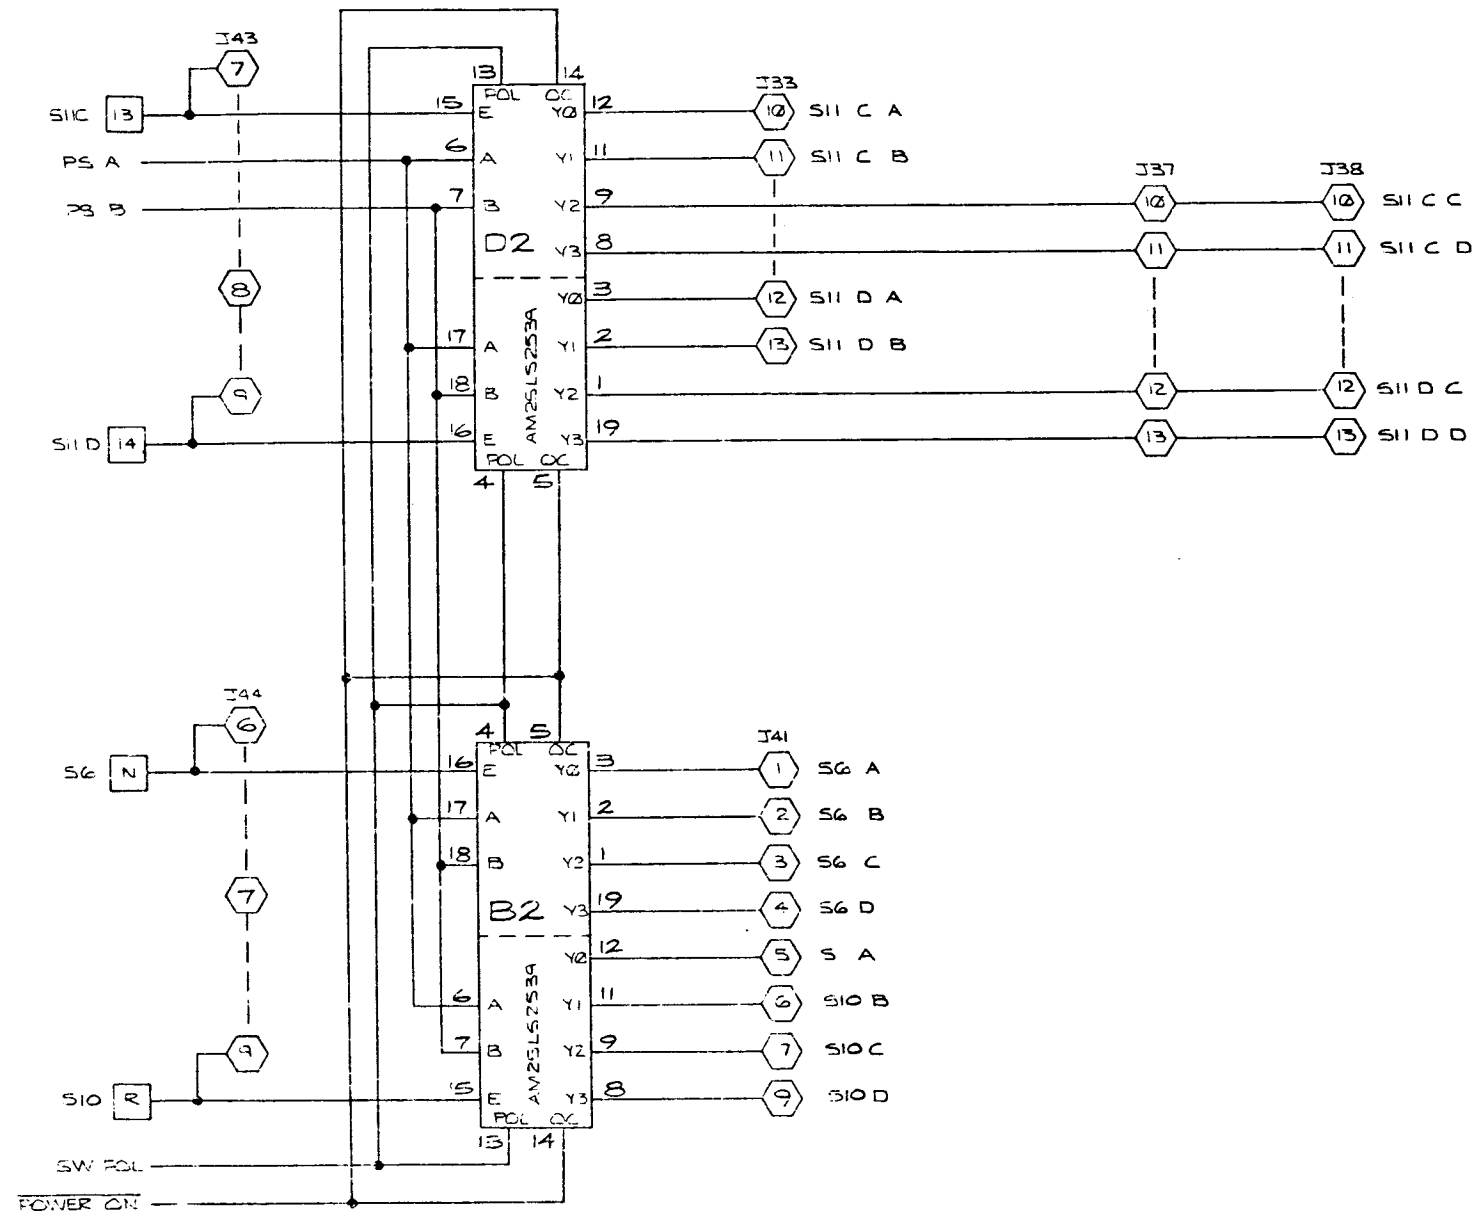 J43
7
13 14
S11C 13 15 E POL OC Y0 12 J33 10 S11 C A
PS A 6 A Y1 11 11 S11 C B
PS B 7 B Y2 9 J37 10 J38 10 S11 C C
D2 Y3 8 11 11 S11 C D
8 Y0 3 12 S11 D A
17 A Y1 2 13 S11 D B
AM25LS2539
9 18 B Y2 1 12 12 S11 D C
S11D 14 16 E Y3 19 13 13 S11 D D
POL OC
4 5
J44
6
4 5
POL OC
S6 N 16 E Y0 3 J41 1 S6 A
17 A Y1 2 2 S6 B
18 B Y2 1 3 S6 C
7 B2 Y3 19 4 S6 D
Y0 12 5 S A
AM25LS2539
6 A Y1 11 6 S10 B
9 7 B Y2 9 7 S10 C
S10 R 15 E Y3 8 9 S10 D
POL OC
13 14
SW POL
POWER ON